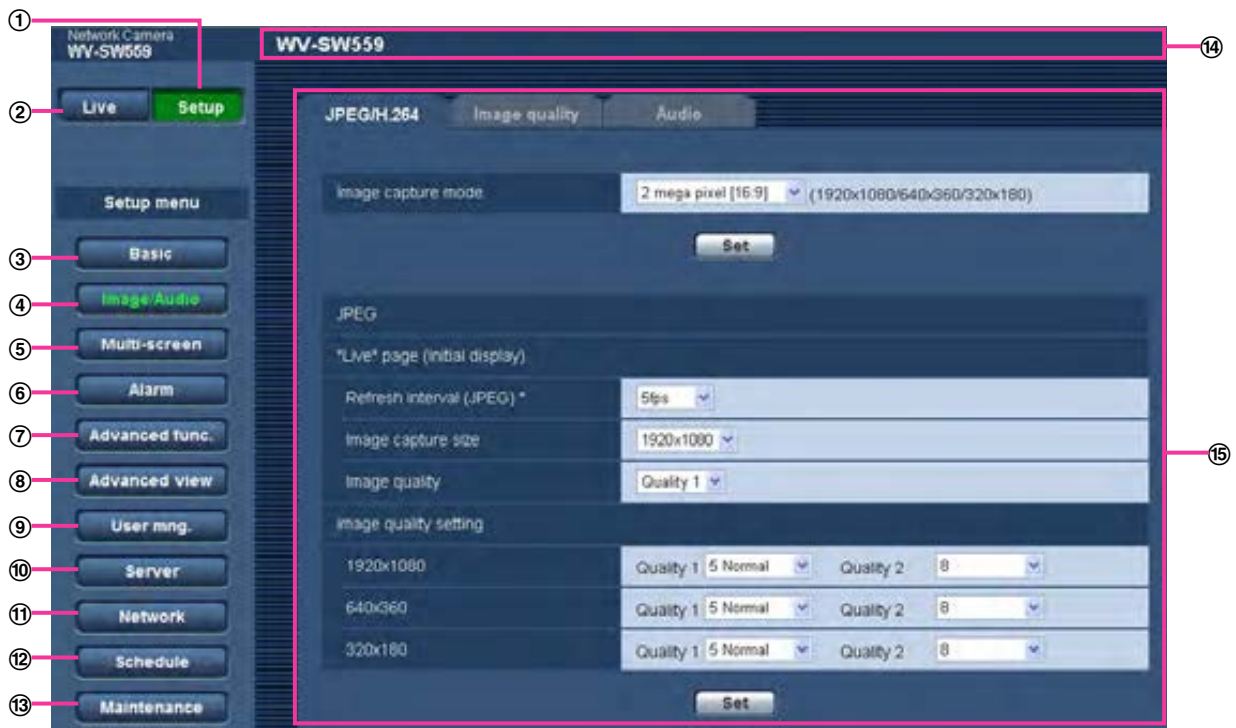 ①
Network Camera
WV-SW559
WV-SW559
⑭
② Live Setup
JPEG/H.264 Image quality Audio
Setup menu
Image capture mode 2 mega pixel [16:9] (1920x1080/640x360/320x180)
Set
③ Basic
④ Image/Audio
⑤ Multi-screen
⑥ Alarm
⑦ Advanced func.
⑧ Advanced view
⑨ User mng.
⑩ Server
⑪ Network
⑫ Schedule
⑬ Maintenance
JPEG
"Live" page (Initial display)
Refresh interval (JPEG) * 5fps
Image capture size 1920x1080
⑮
Image quality Quality 1
Image quality setting
1920x1080 Quality 1 5 Normal Quality 2 8
640x360 Quality 1 5 Normal Quality 2 8
320x180 Quality 1 5 Normal Quality 2 8
Set